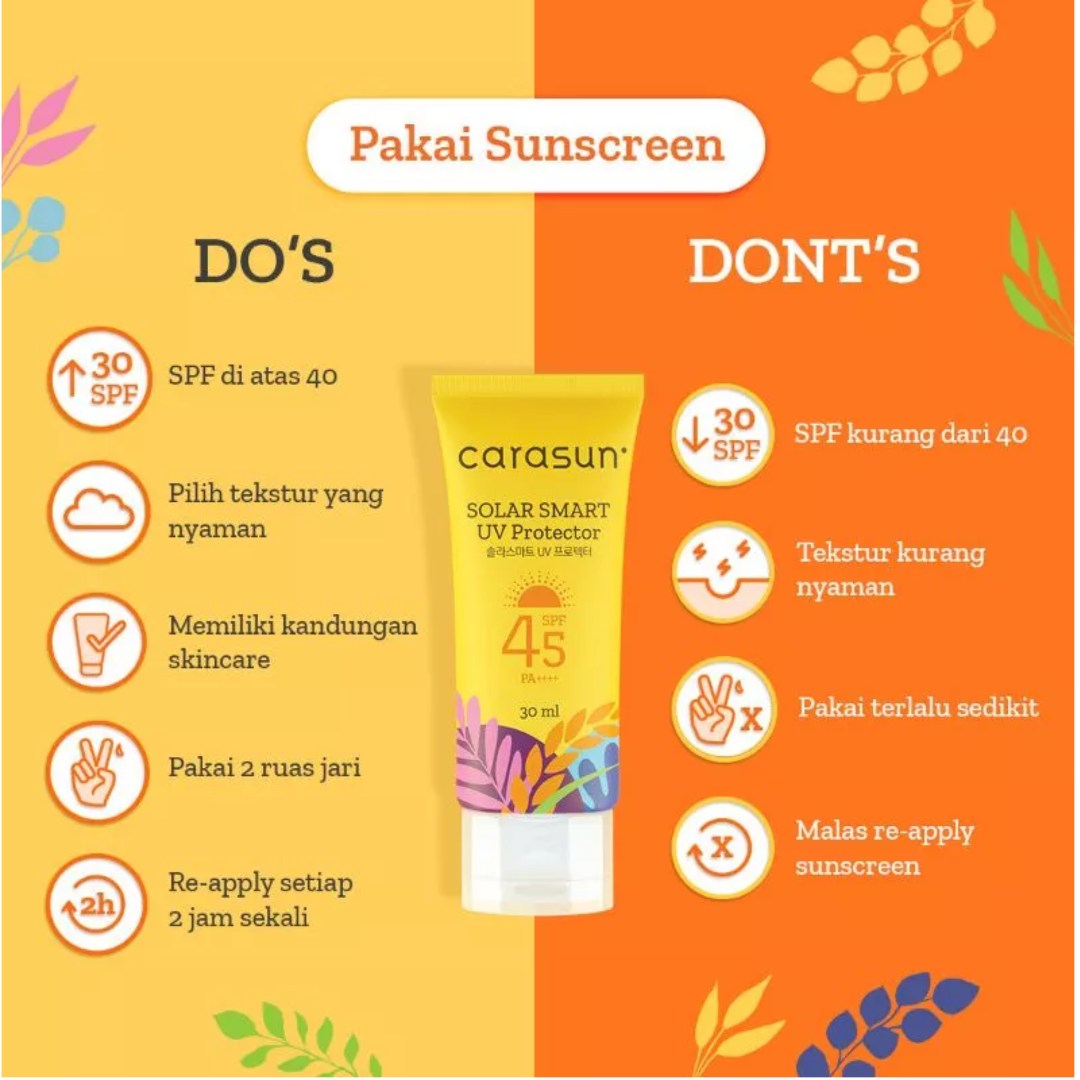 Pakai Sunscreen
DO'S
↑30
SPF
SPF di atas 40
Pilih tekstur yang
nyaman
Memiliki kandungan
skincare
Pakai 2 ruas jari
2h
Re-apply setiap
2 jam sekali
carasun
SOLAR SMART
UV Protector
솔라스마트 UV 프로텍터
SPF
45
PA++++
30 ml
DONT'S
↓30
SPF
SPF kurang dari 40
Tekstur kurang
nyaman
X
Pakai terlalu sedikit
X
Malas re-apply
sunscreen